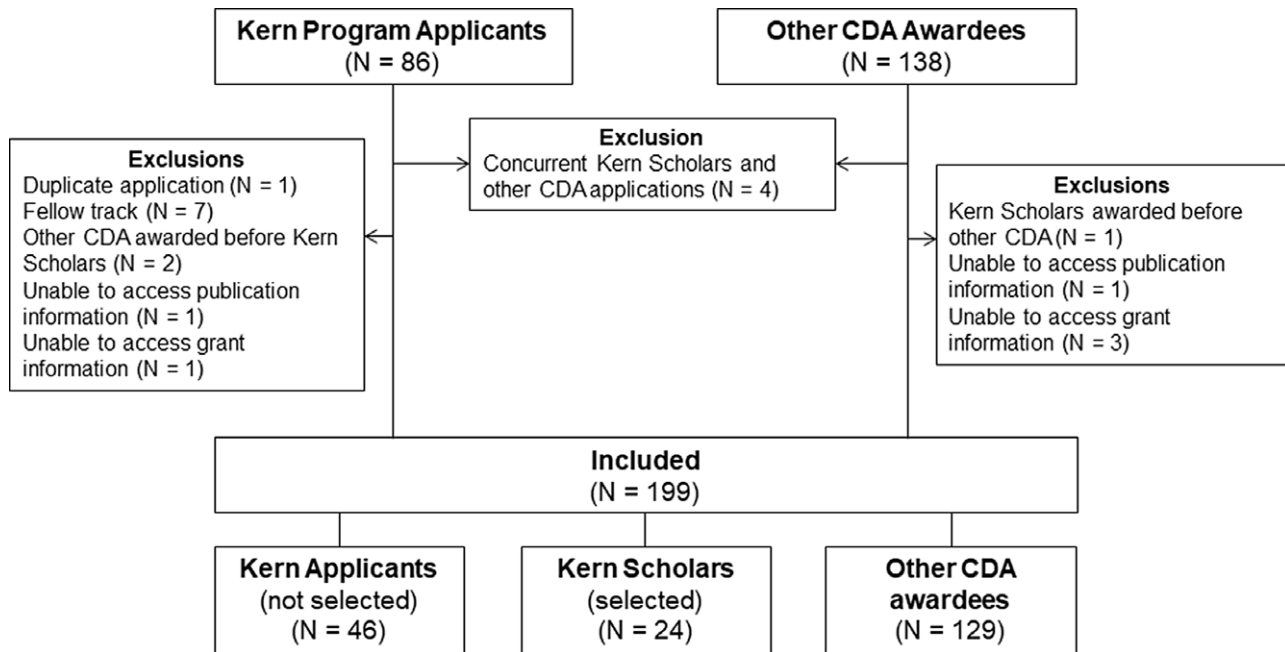 Kern Program Applicants
(N = 86)
Other CDA Awardees
(N = 138)
Exclusion
Concurrent Kern Scholars and
other CDA applications (N = 4)
Exclusions
Duplicate application (N = 1)
Fellow track (N = 7)
Other CDA awarded before Kern
Scholars (N = 2)
Unable to access publication
information (N = 1)
Unable to access grant
information (N = 1)
Exclusions
Kern Scholars awarded before
other CDA (N = 1)
Unable to access publication
information (N = 1)
Unable to access grant
information (N = 3)
Included
(N = 199)
Kern Applicants
(not selected)
(N = 46)
Kern Scholars
(selected)
(N = 24)
Other CDA
awardees
(N = 129)